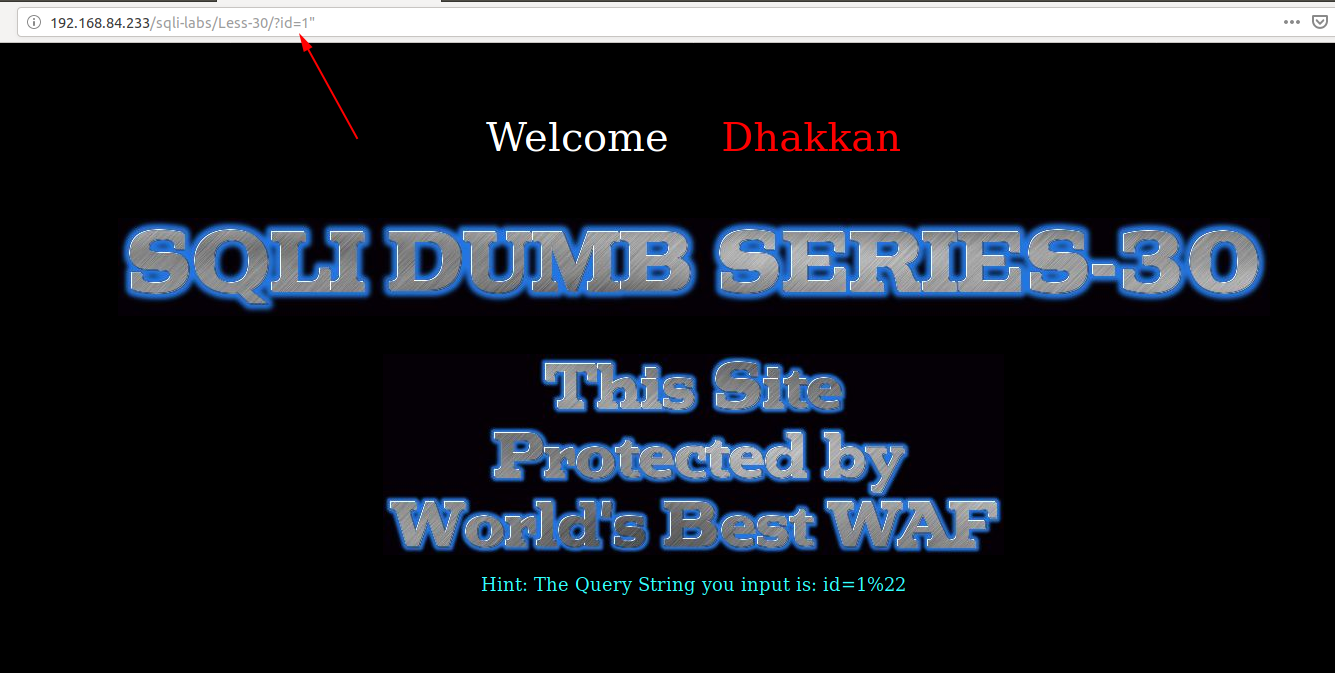 192.168.84.233/sqli-labs/Less-30/?id=1"
Welcome Dhakkan
SQLI DUMB SERIES-30
This Site
Protected by
World's Best WAF
Hint: The Query String you input is: id=1%22